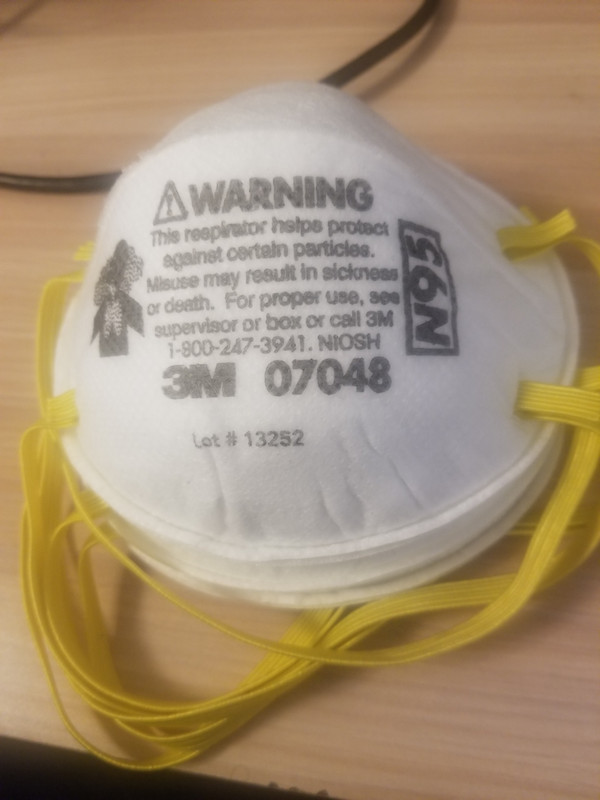 ⚠WARNING
This respirator helps protect
against certain particles.
Misuse may result in sickness
or death. For proper use, see
supervisor or box or call 3M
1-800-247-3941. NIOSH
3M 07048
Lot # 13252
N95